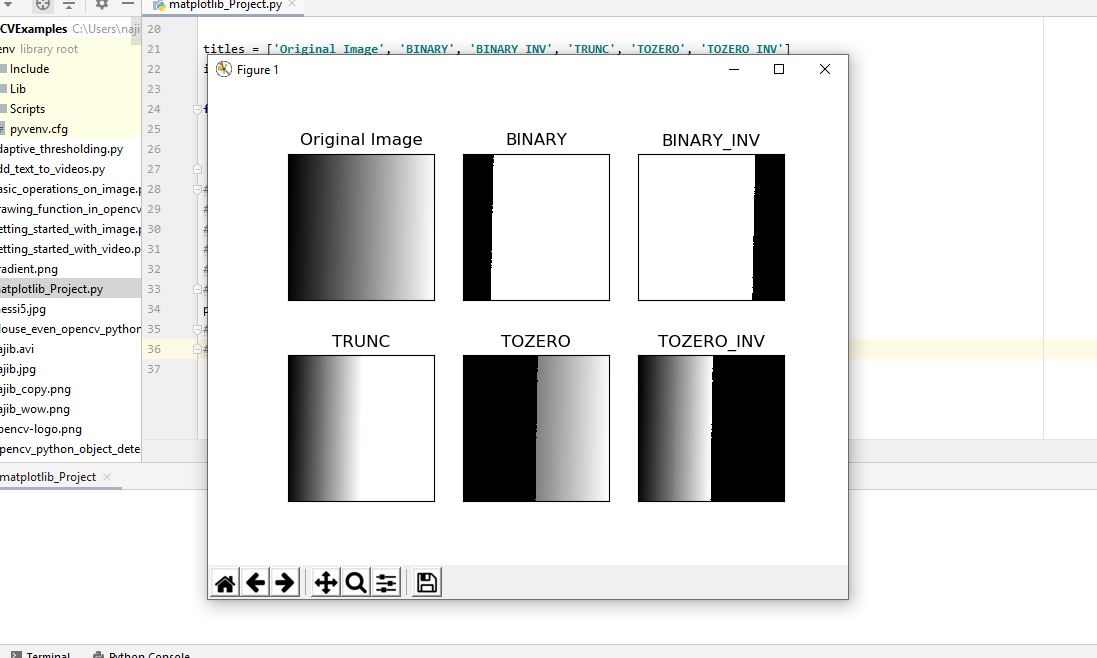 matplotlib_Project.py
CVExamples C:\Users\naji
env library root
Include
Lib
Scripts
pyvenv.cfg
daptive_thresholding.py
dd_text_to_videos.py
asic_operations_on_image.p
rawing_function_in_opencv
etting_started_with_image.p
etting_started_with_video.p
radient.png
natplotlib_Project.py
nessi5.jpg
Mouse_even_opencv_python
ajib.avi
ajib.jpg
ajib_copy.png
ajib_wow.png
pencv-logo.png
pencv_python_object_dete
20
21 titles = ['Original Image', 'BINARY', 'BINARY_INV', 'TRUNC', 'TOZERO', 'TOZERO_INV']
22
23
24
25
26
27
28 #
29 #
30 #
31 #
32 #
33 #
34 p
35 #
36 #
37
Figure 1
Original Image BINARY BINARY_INV
TRUNC TOZERO TOZERO_INV
matplotlib_Project
Terminal Python Console